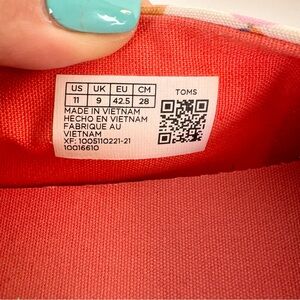 US UK EU CM TOMS
11 9 42.5 28
MADE IN VIETNAM
HECHO EN VIETNAM
FABRIQUE AU
VIETNAM
XF: 1005110221-21
10016610